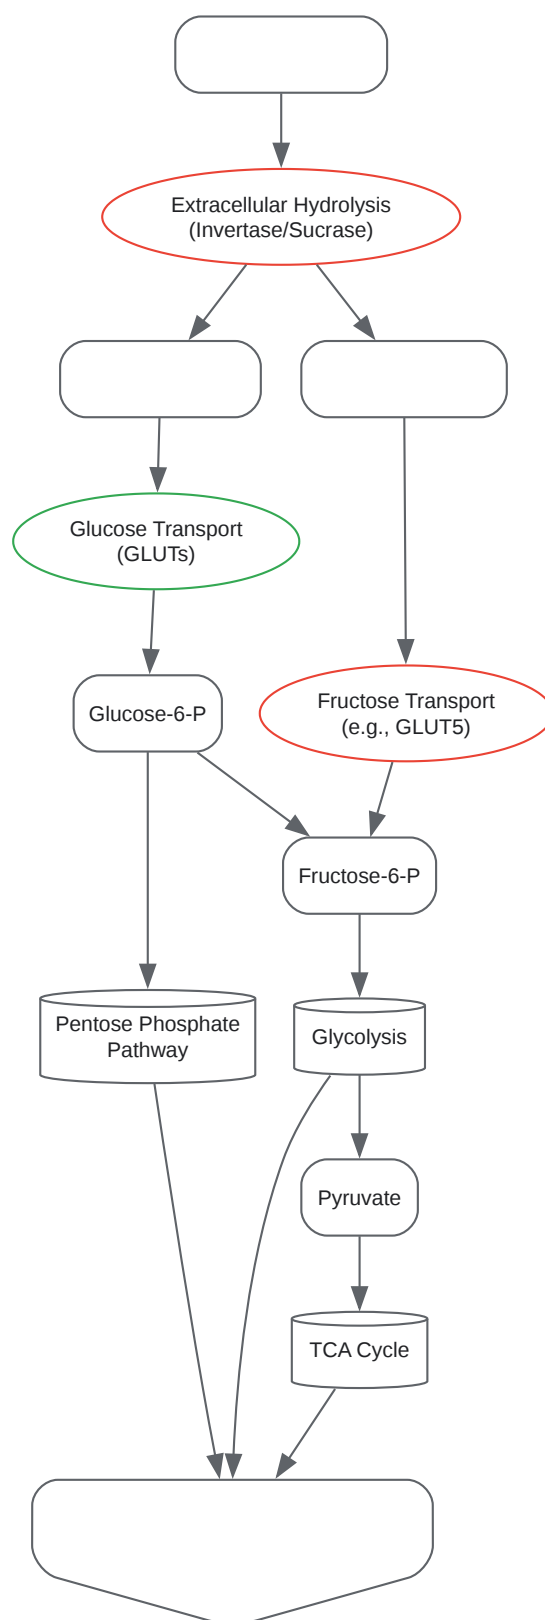 Extracellular Hydrolysis
(Invertase/Sucrase)
Glucose Transport
(GLUTs)
Glucose-6-P
Fructose Transport
(e.g., GLUT5)
Fructose-6-P
Pentose Phosphate
Pathway
Glycolysis
Pyruvate
TCA Cycle